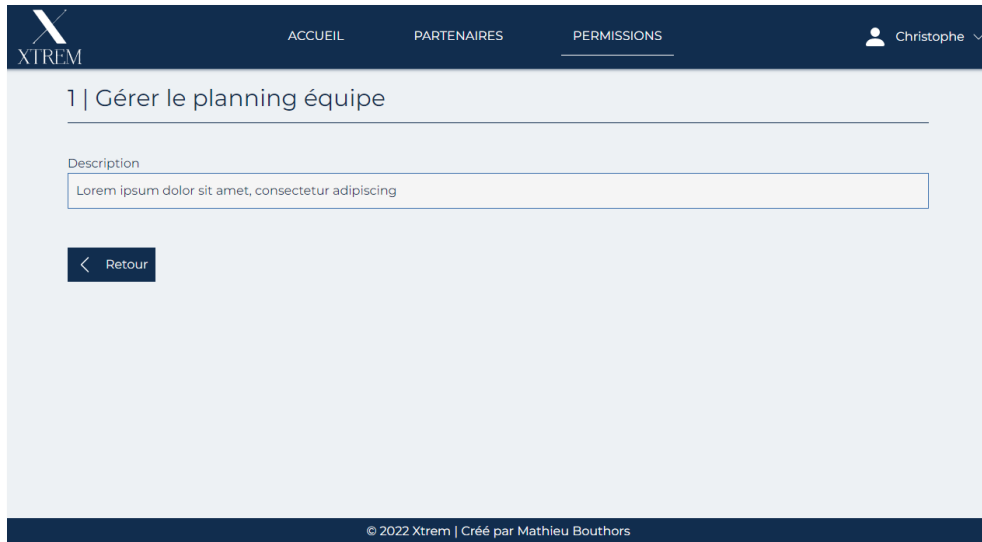 XTREM
ACCUEIL PARTENAIRES PERMISSIONS Christophe
1 | Gérer le planning équipe
Description
Lorem ipsum dolor sit amet, consectetur adipiscing
Retour
© 2022 Xtrem | Créé par Mathieu Bouthors